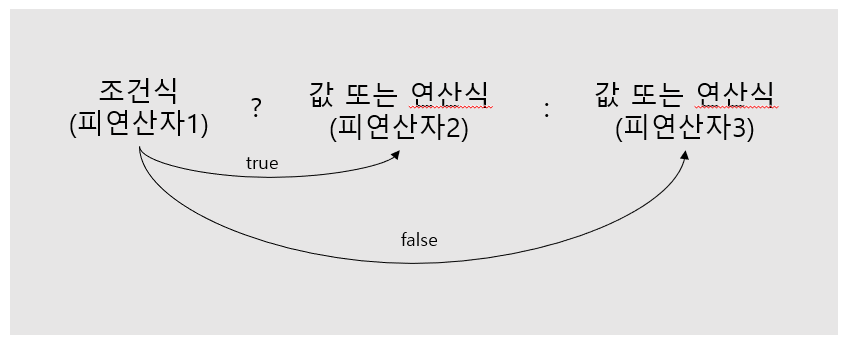 조건식
(피연산자1)
?
값 또는 연산식
(피연산자2)
:
값 또는 연산식
(피연산자3)
true
false